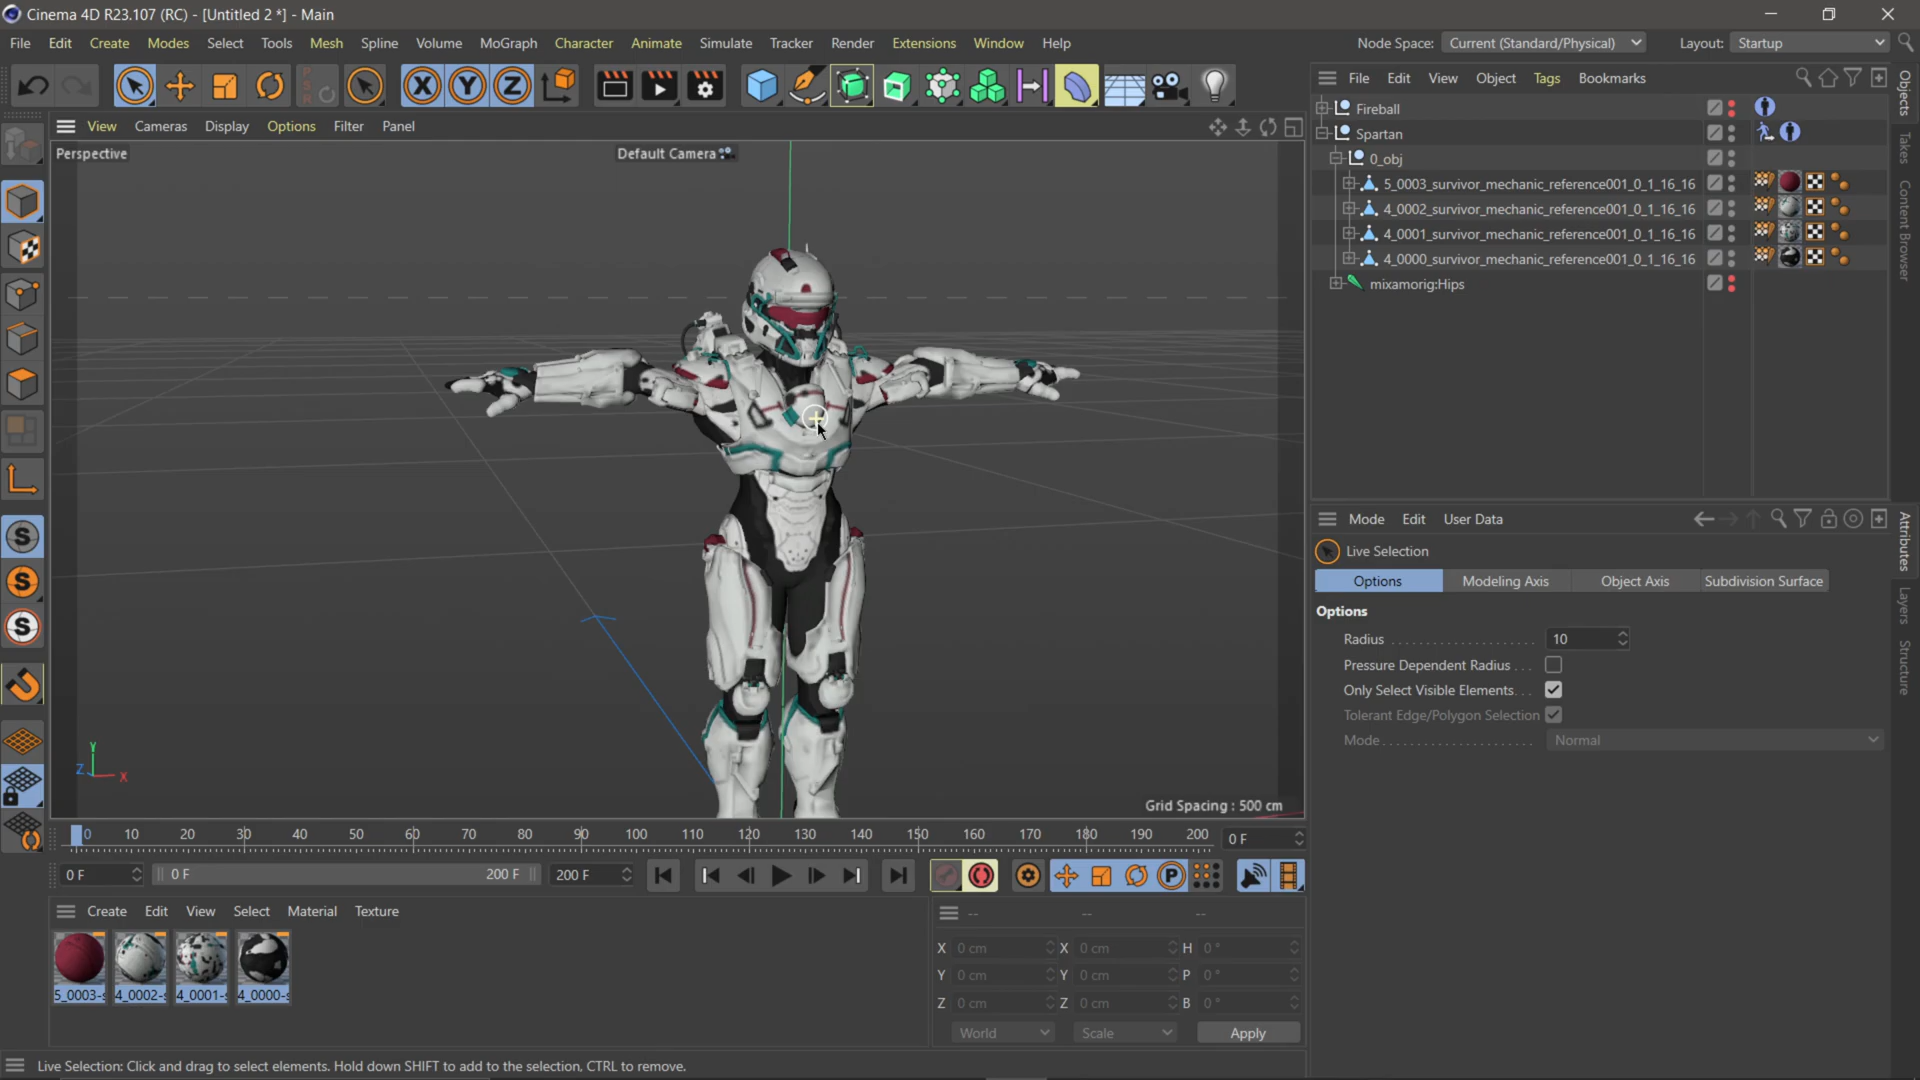 Cinema 4D R23.107 (RC) - [Untitled 2 *] - Main
File Edit Create Modes Select Tools Mesh Spline Volume MoGraph Character Animate Simulate Tracker Render Extensions Window Help
Node Space: Current (Standard/Physical) Layout: Startup
X Y Z
File Edit View Object Tags Bookmarks
View Cameras Display Options Filter Panel
Perspective
Default Camera
Fireball
Spartan
0_obj
5_0003_survivor_mechanic_reference001_0_1_16_16
4_0002_survivor_mechanic_reference001_0_1_16_16
4_0001_survivor_mechanic_reference001_0_1_16_16
4_0000_survivor_mechanic_reference001_0_1_16_16
mixamorig:Hips
Objects
Takes
Content Browser
Mode Edit User Data
Live Selection
Options Modeling Axis Object Axis Subdivision Surface
Options
Radius 10
Pressure Dependent Radius
Only Select Visible Elements
Tolerant Edge/Polygon Selection
Mode Normal
Attributes
Layers
Structure
S
S
S
Y
Z X
Grid Spacing : 500 cm
0 10 20 30 40 50 60 70 80 90 100 110 120 130 140 150 160 170 180 190 200 0 F
0 F 0 F 200 F 200 F
P
Create Edit View Select Material Texture
5_0003-s 4_0002-s 4_0001-s 4_0000-s
-- -- --
X 0 cm X 0 cm H 0 °
Y 0 cm Y 0 cm P 0 °
Z 0 cm Z 0 cm B 0 °
World Scale Apply
Live Selection: Click and drag to select elements. Hold down SHIFT to add to the selection, CTRL to remove.